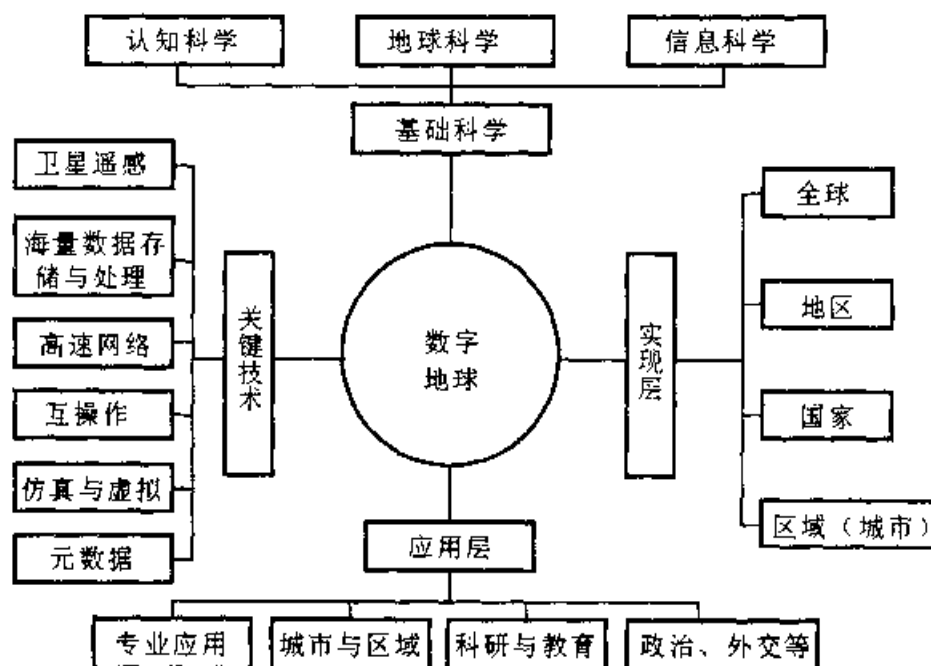 认知科学
地球科学
信息科学
基础科学
卫星遥感
海量数据存
储与处理
高速网络
互操作
仿真与虚拟
元数据
关键技术
数字
地球
实现层
全球
地区
国家
区域（城市）
应用层
专业应用
城市与区域
科研与教育
政治、外交等